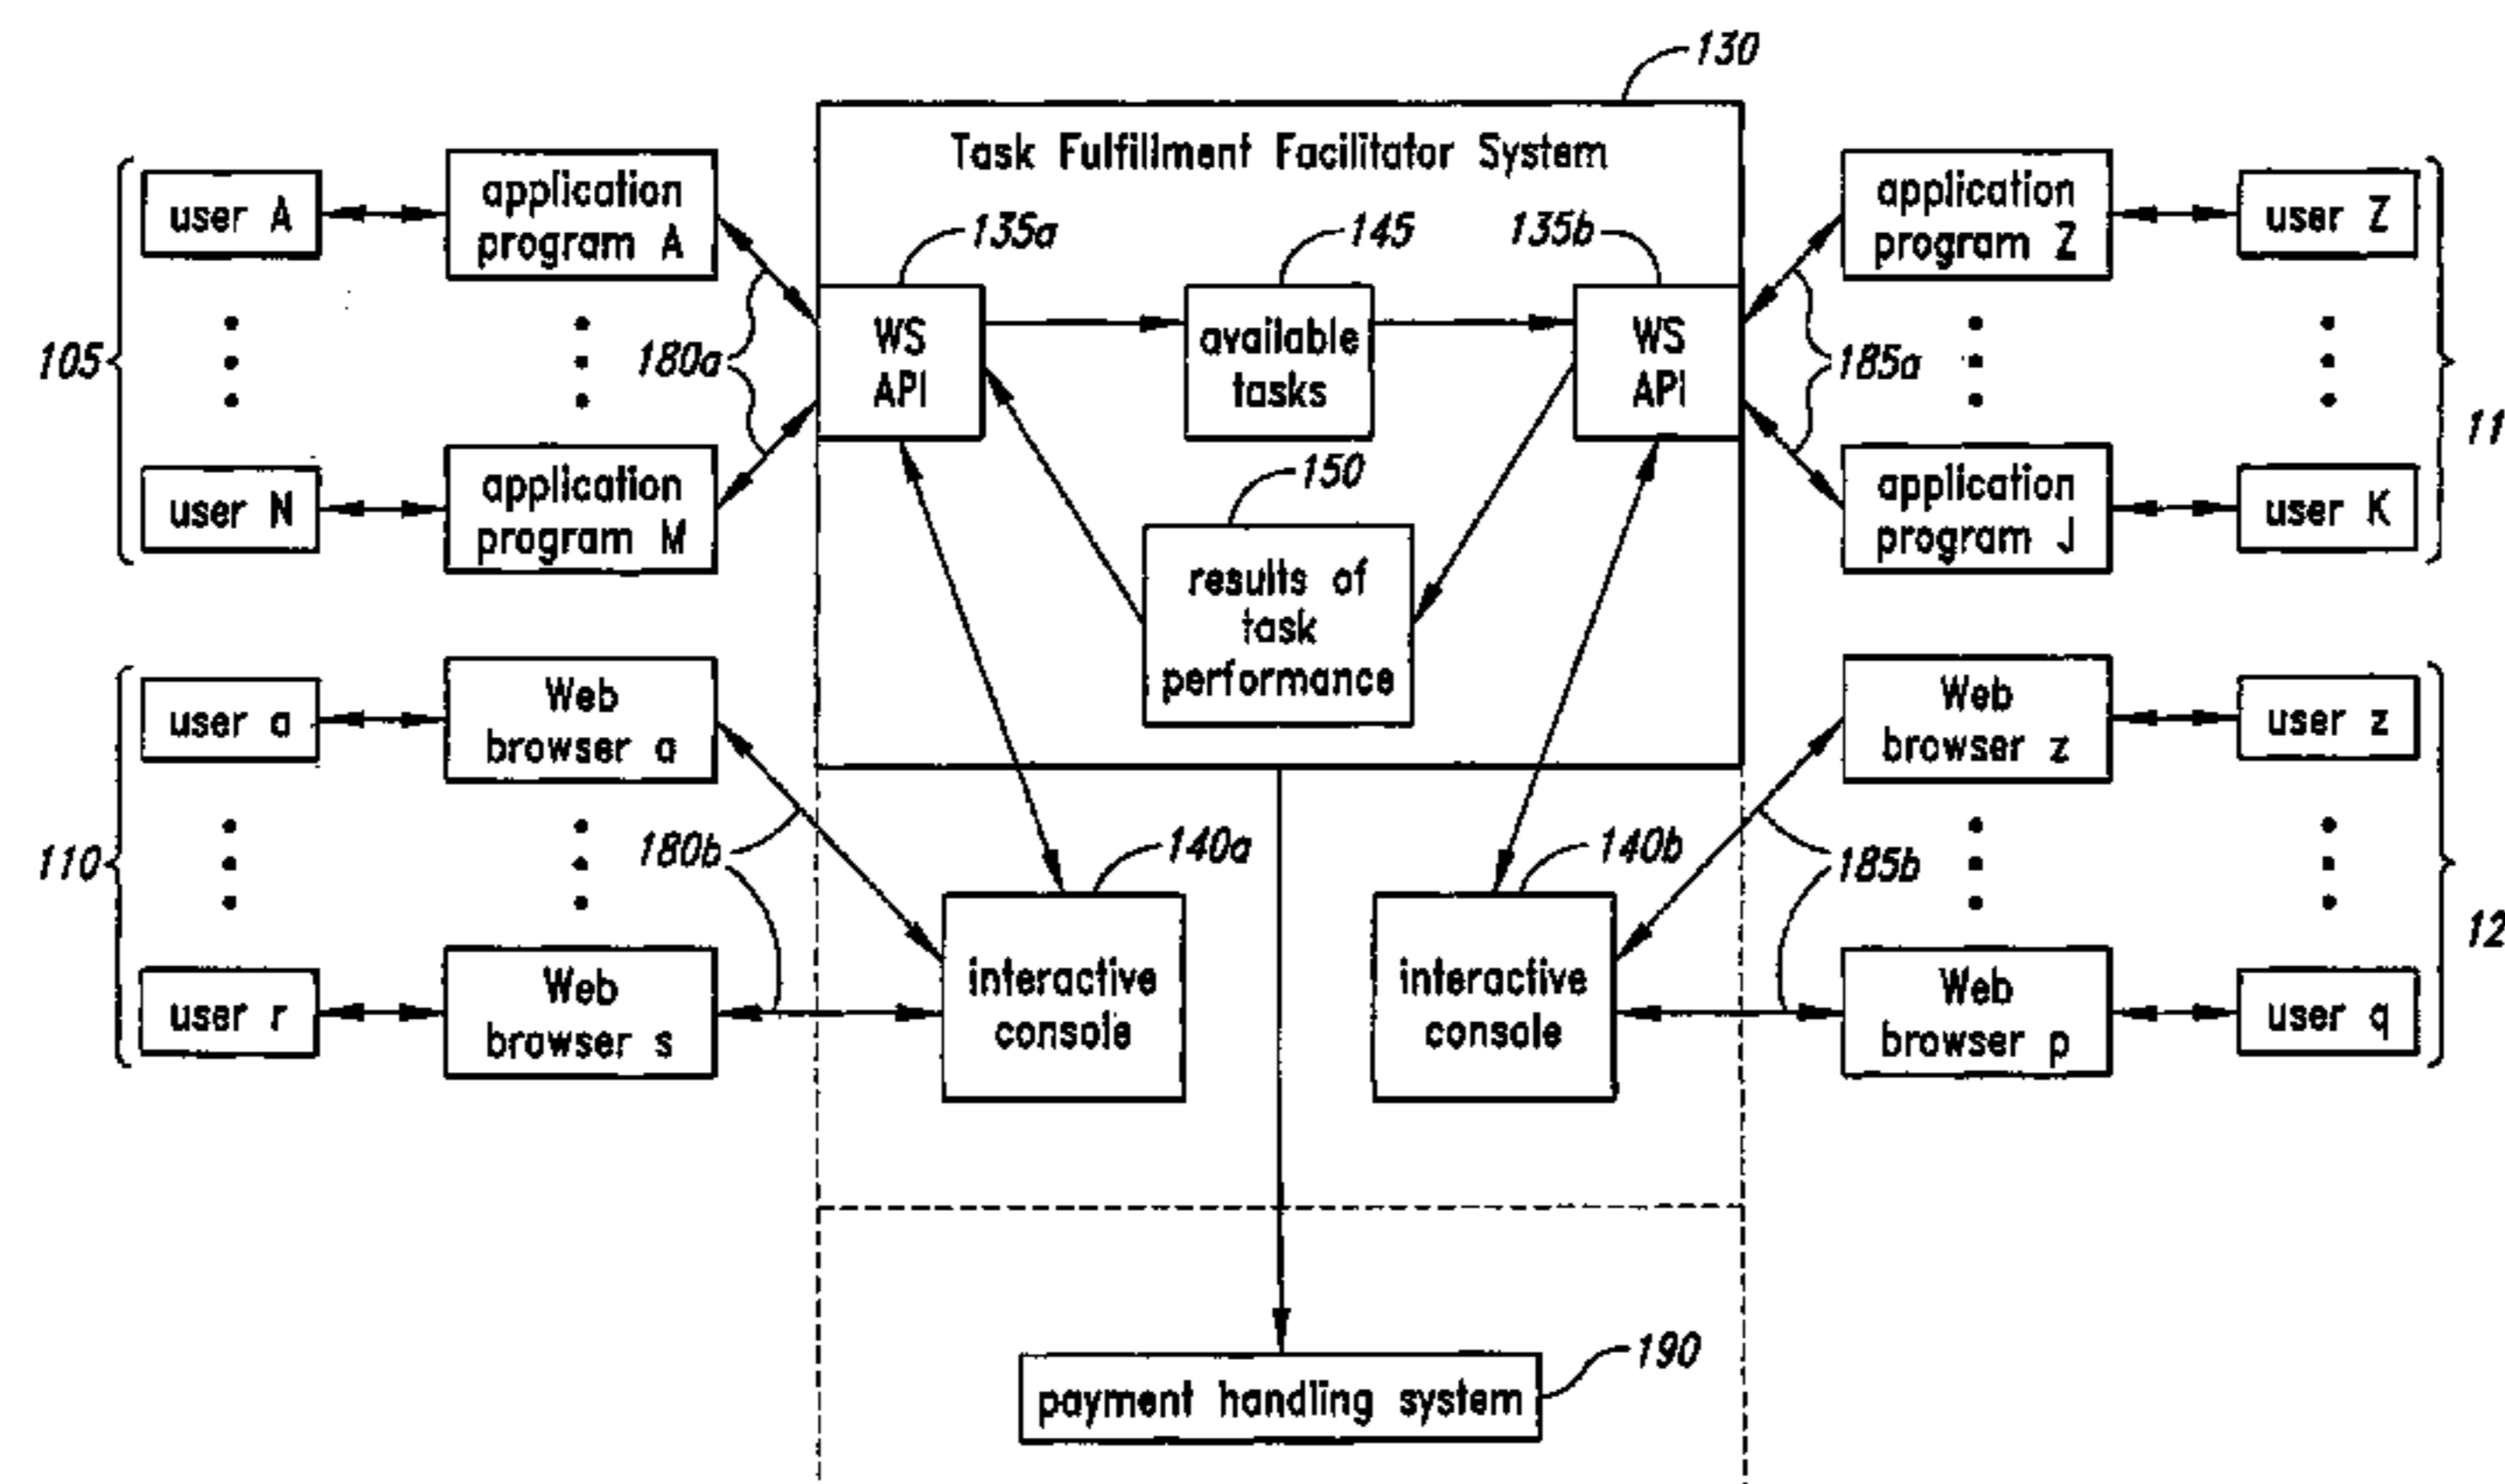 130
Task Fulfillment Facilitator System
user A
application
program A
135a
145
135b
application
program Z
user Z
105
180a
WS
API
available
tasks
WS
API
185a
11
user N
application
program M
150
results of
task
performance
application
program J
user K
user a
Web
browser a
Web
browser z
user z
110
180b
140a
140b
185b
12
user r
Web
browser s
interactive
console
interactive
console
Web
browser p
user q
190
payment handling system